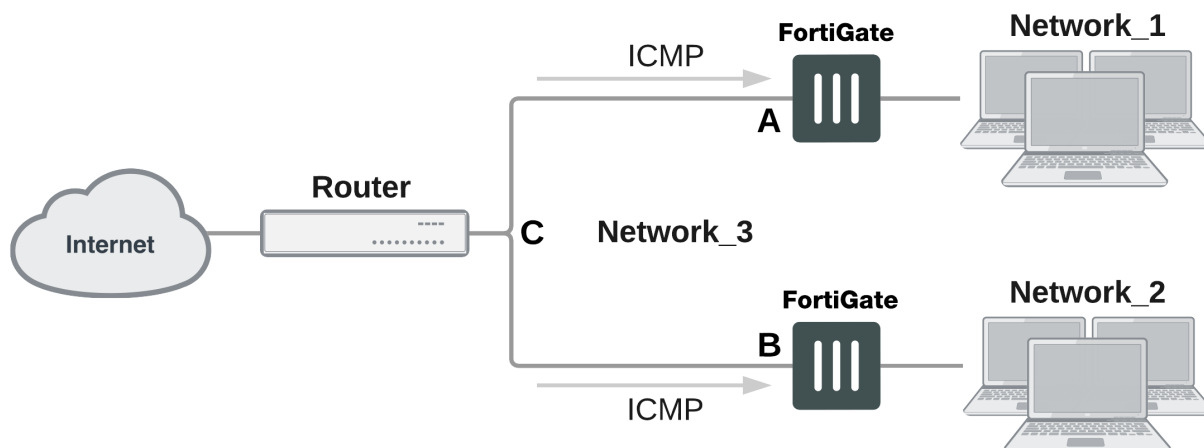 Network_1
FortiGate
ICMP
A
Router
Internet
C
Network_3
Network_2
FortiGate
B
ICMP